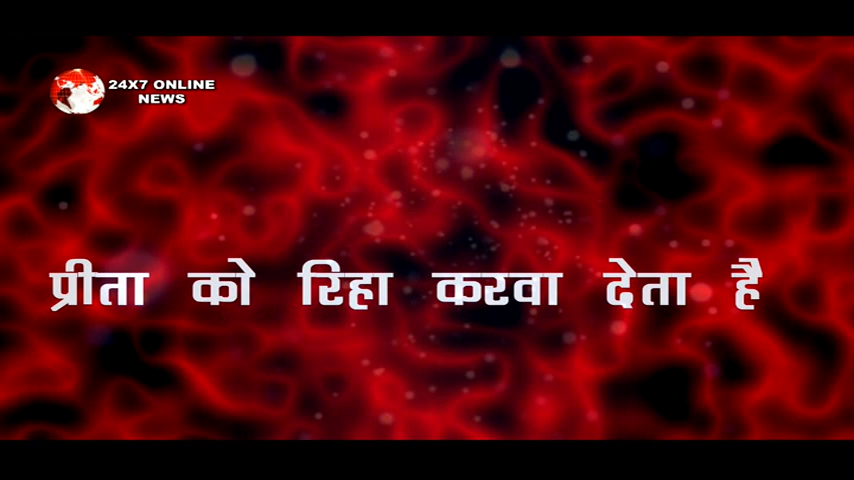 24X7 ONLINE
NEWS
प्रीता को रिहा करवा देता है